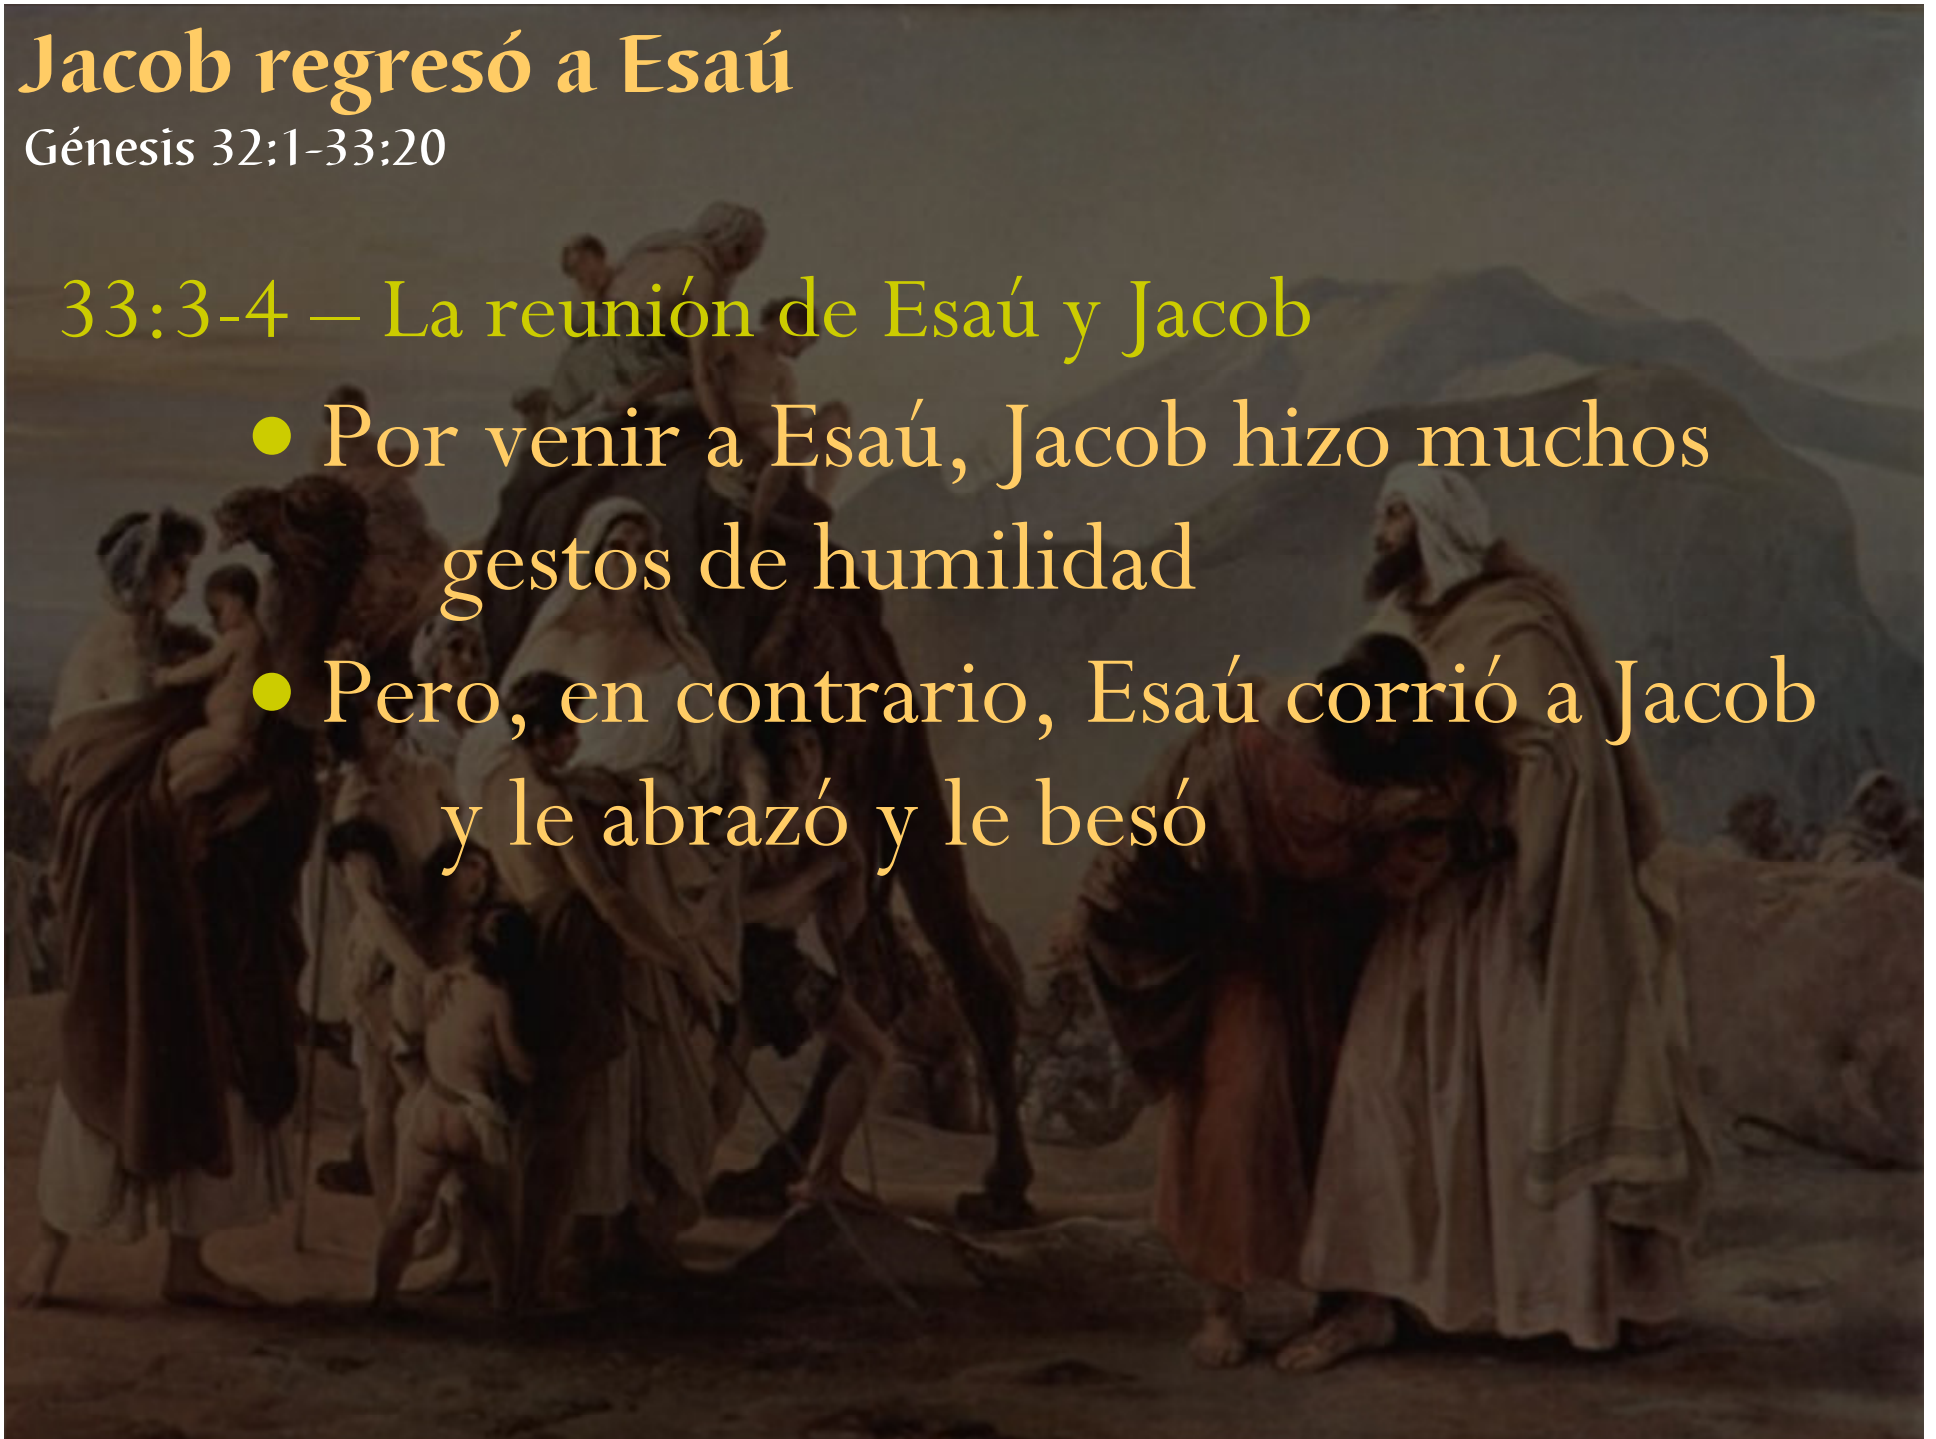 Jacob regresó a Esaú
Génesis 32:1-33:20
33:3-4 – La reunión de Esaú y Jacob
• Por venir a Esaú, Jacob hizo muchos
gestos de humilidad
• Pero, en contrario, Esaú corrió a Jacob
y le abrazó y le besó